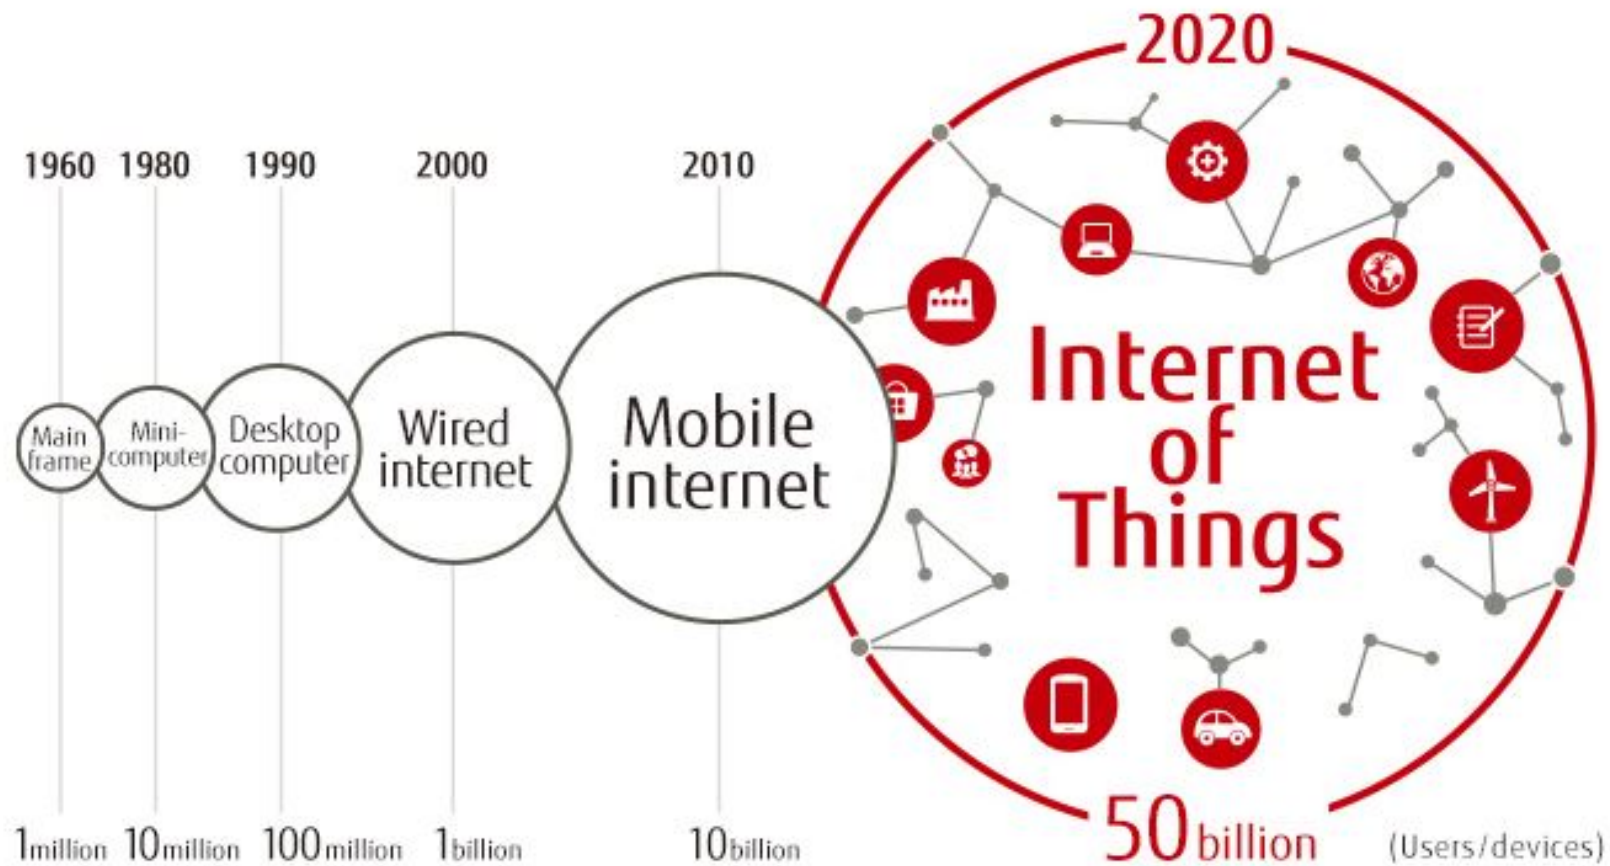 2020
1960 1980 1990 2000 2010
Main
frame
Mini-
computer
Desktop
computer
Wired
internet
Mobile
internet
Internet
of
Things
1million 10million 100million 1billion 10billion 50billion (Users/devices)